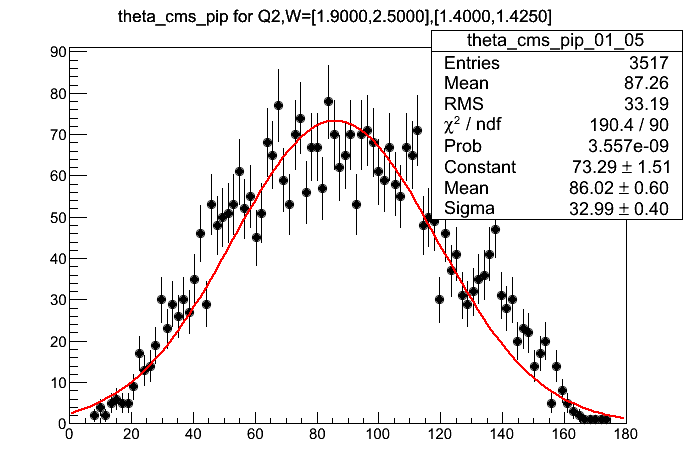 theta_cms_pip for Q2,W=[1.9000,2.5000],[1.4000,1.4250]
theta_cms_pip_01_05
Entries 3517
Mean 87.26
RMS 33.19
χ² / ndf 190.4 / 90
Prob 3.557e-09
Constant 73.29 ± 1.51
Mean 86.02 ± 0.60
Sigma 32.99 ± 0.40
90
80
70
60
50
40
30
20
10
0
0 20 40 60 80 100 120 140 160 180